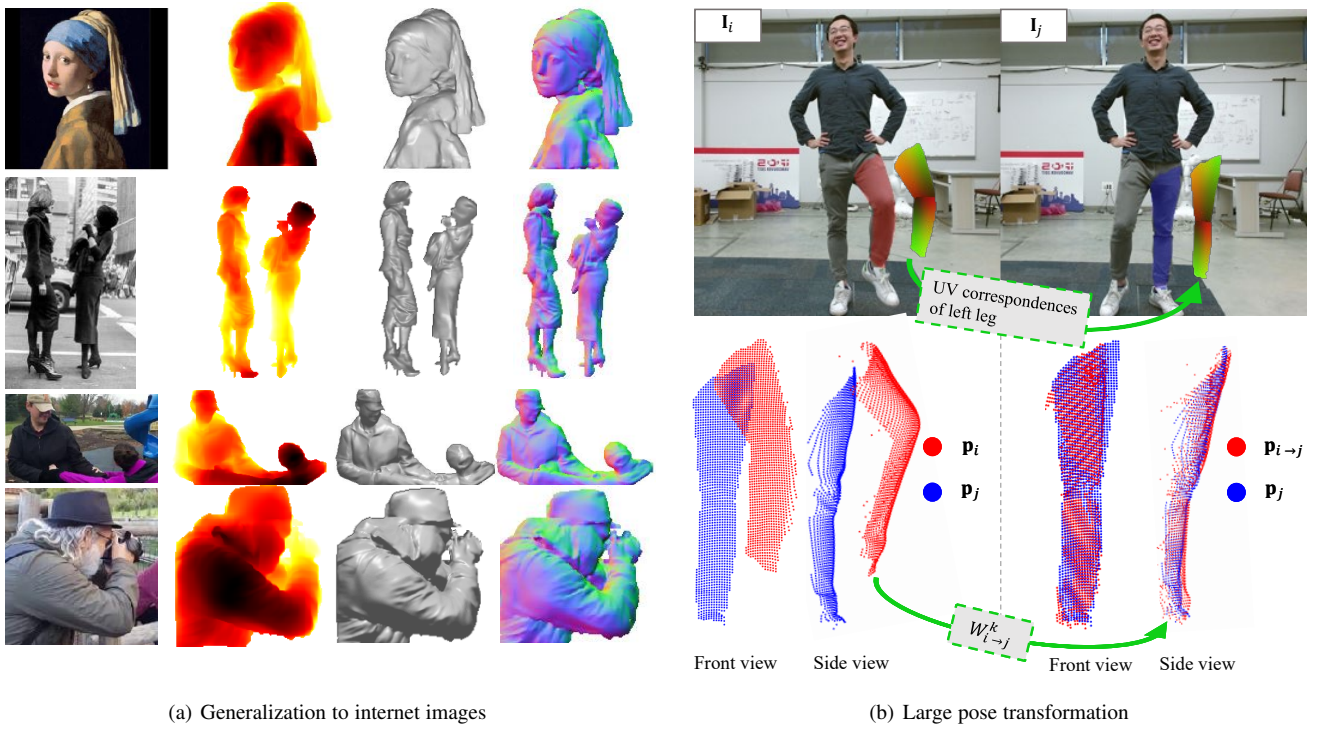 I_i
I_j
UV correspondences
of left leg
p_i
p_j
p_{i→j}
p_j
W^k_{i→j}
Front view
Side view
Front view
Side view
(a) Generalization to internet images
(b) Large pose transformation